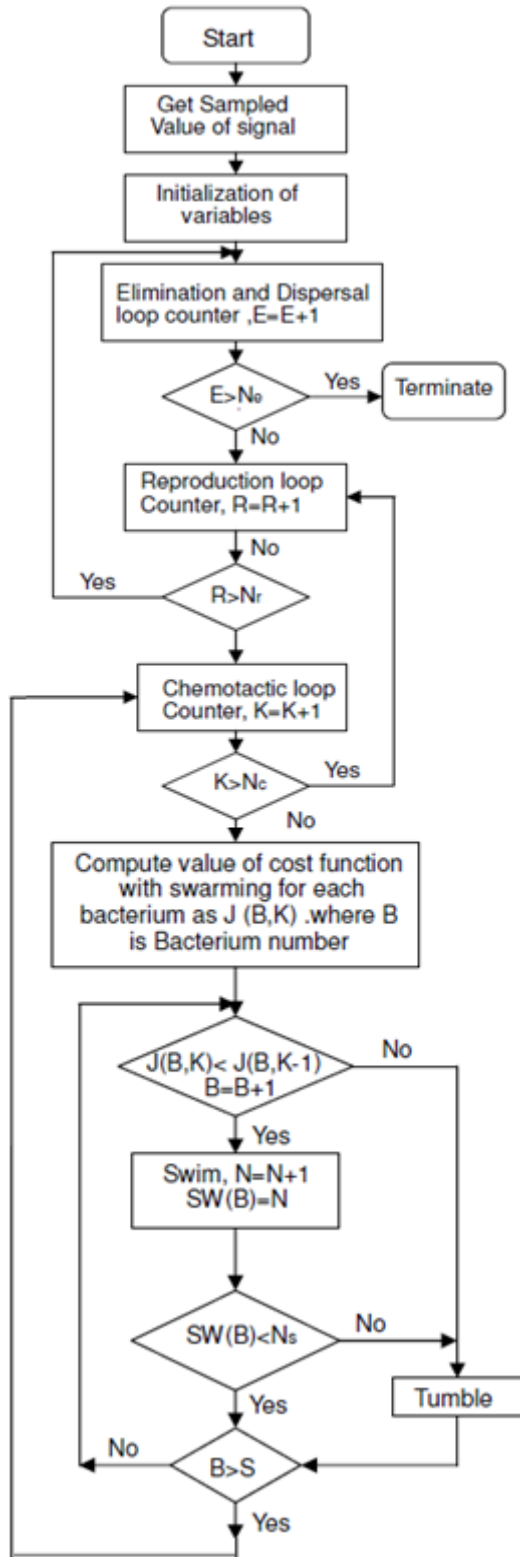 Start
Get Sampled
Value of signal
Initialization of
variables
Elimination and Dispersal
loop counter ,E=E+1
E>Ne
Yes
Terminate
No
Reproduction loop
Counter, R=R+1
No
Yes
R>Nr
Chemotactic loop
Counter, K=K+1
K>Nc
Yes
No
Compute value of cost function
with swarming for each
bacterium as J (B,K) .where B
is Bacterium number
J(B,K)< J(B,K-1)
B=B+1
No
Yes
Swim, N=N+1
SW(B)=N
SW(B)<Ns
No
Tumble
Yes
No
B>S
Yes